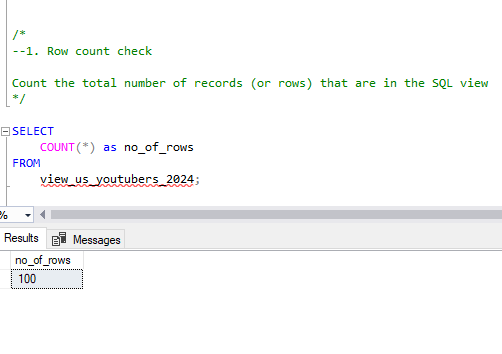 /*
--1. Row count check
Count the total number of records (or rows) that are in the SQL view
*/
SELECT
COUNT(*) as no_of_rows
FROM
view_us_youtubers_2024;
%
Results Messages
no_of_rows
100